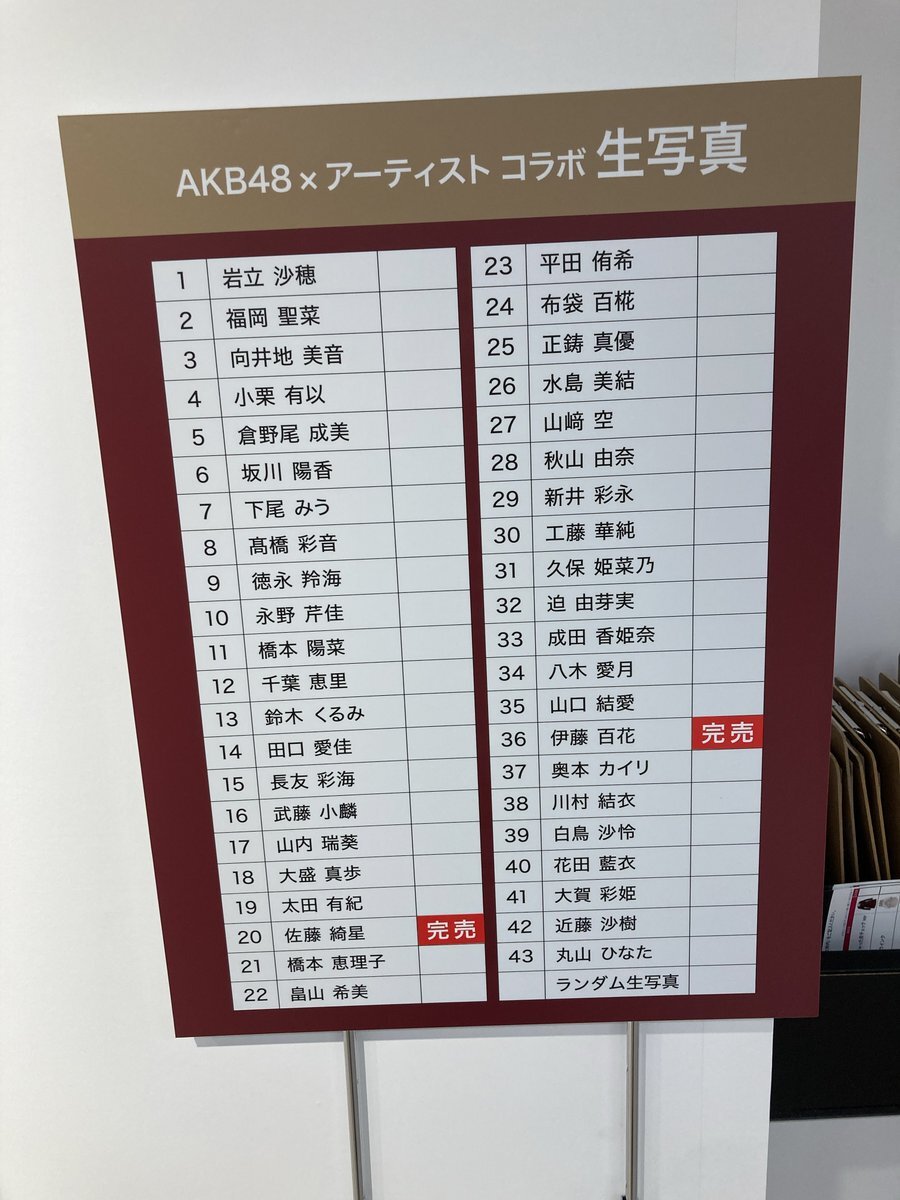 AKB48×アーティスト コラボ 生写真
1 岩立 沙穂
2 福岡 聖菜
3 向井地 美音
4 小栗 有以
5 倉野尾 成美
6 坂川 陽香
7 下尾 みう
8 髙橋 彩音
9 徳永 羚海
10 永野 芹佳
11 橋本 陽菜
12 千葉 恵里
13 鈴木 くるみ
14 田口 愛佳
15 長友 彩海
16 武藤 小麟
17 山内 瑞葵
18 大盛 真歩
19 太田 有紀
20 佐藤 綺星 完売
21 橋本 恵理子
22 畠山 希美
23 平田 侑希
24 布袋 百椛
25 正鋳 真優
26 水島 美結
27 山﨑 空
28 秋山 由奈
29 新井 彩永
30 工藤 華純
31 久保 姫菜乃
32 迫 由芽実
33 成田 香姫奈
34 八木 愛月
35 山口 結愛
36 伊藤 百花 完売
37 奥本 カイリ
38 川村 結衣
39 白鳥 沙怜
40 花田 藍衣
41 大賀 彩姫
42 近藤 沙樹
43 丸山 ひなた
ランダム生写真